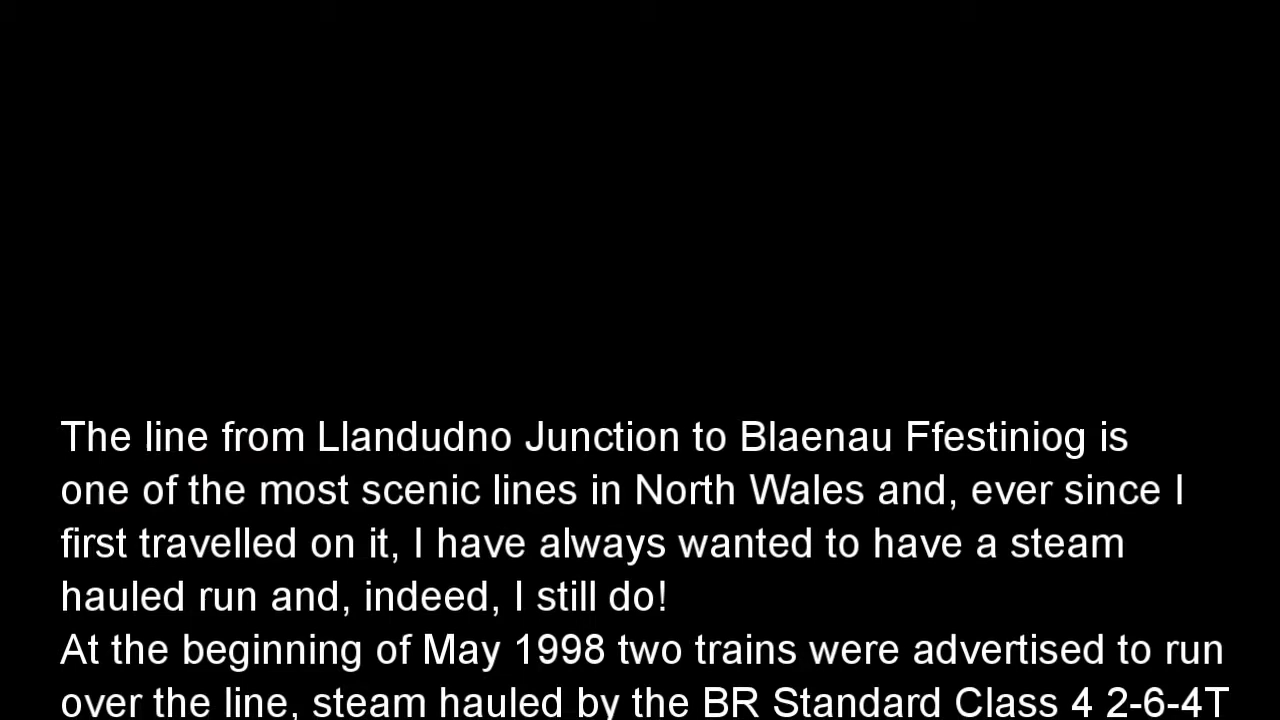 The line from Llandudno Junction to Blaenau Ffestiniog is
one of the most scenic lines in North Wales and, ever since I
first travelled on it, I have always wanted to have a steam
hauled run and, indeed, I still do!
At the beginning of May 1998 two trains were advertised to run
over the line, steam hauled by the BR Standard Class 4 2-6-4T